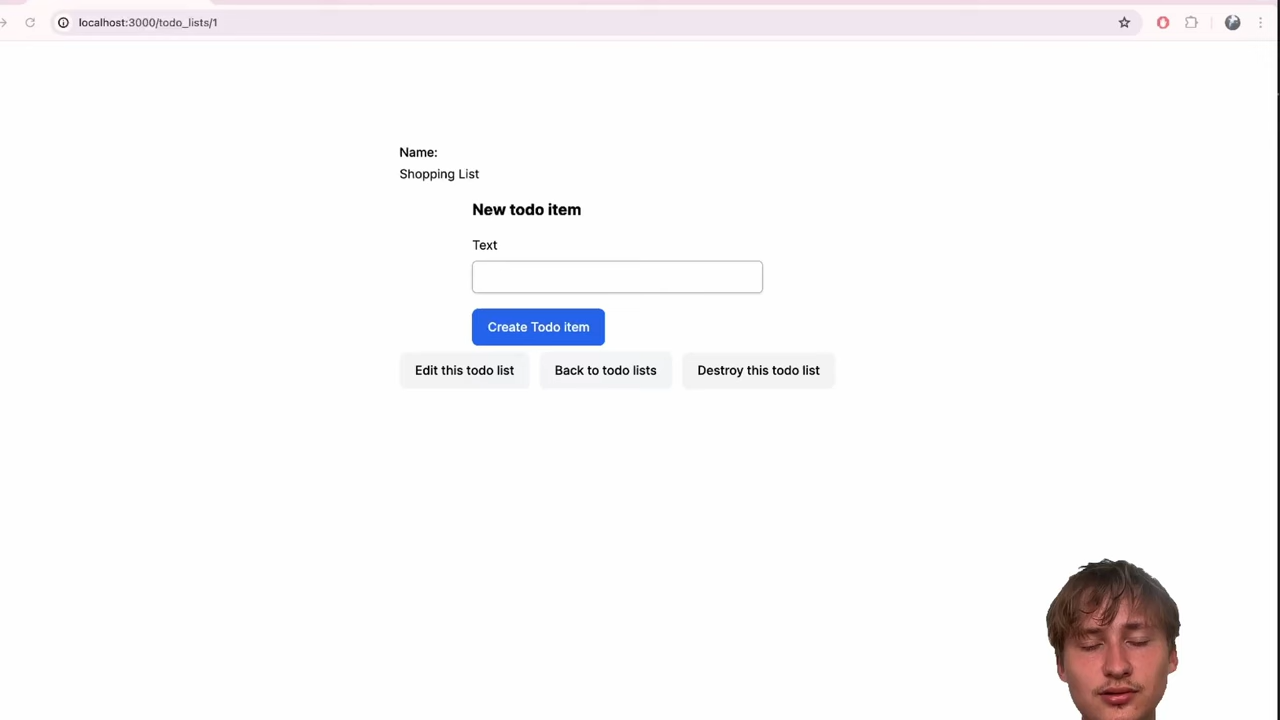 localhost:3000/todo_lists/1
Name:
Shopping List
New todo item
Text
Create Todo item
Edit this todo list
Back to todo lists
Destroy this todo list